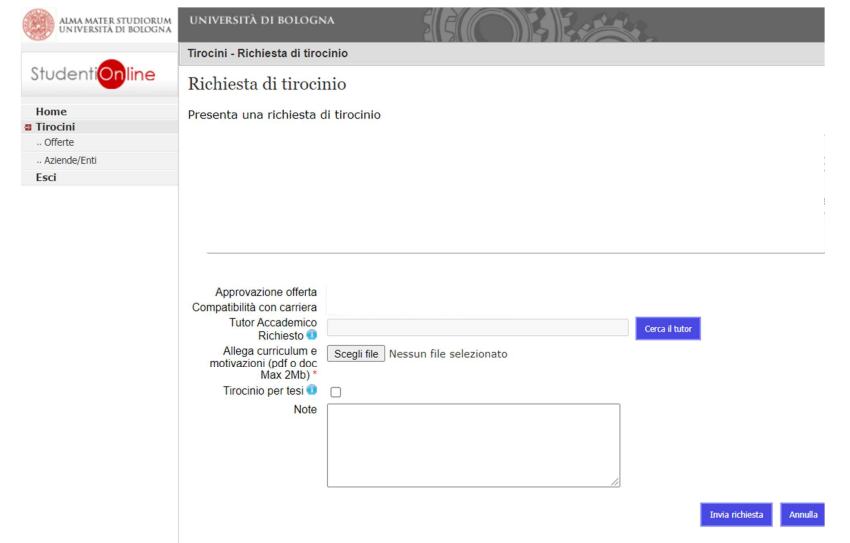 ALMA MATER STUDIORUM
UNIVERSITÀ DI BOLOGNA
UNIVERSITÀ DI BOLOGNA
Tirocini - Richiesta di tirocinio
StudentiOnline
Richiesta di tirocinio
Home
Presenta una richiesta di tirocinio
Tirocini
.. Offerte
.. Aziende/Enti
Esci
Approvazione offerta
Compatibilità con carriera
Tutor Accademico
Richiesto
Cerca il tutor
Allega curriculum e
motivazioni (pdf o doc
Max 2Mb) *
Scegli file Nessun file selezionato
Tirocinio per tesi
Note
Invia richiesta
Annulla